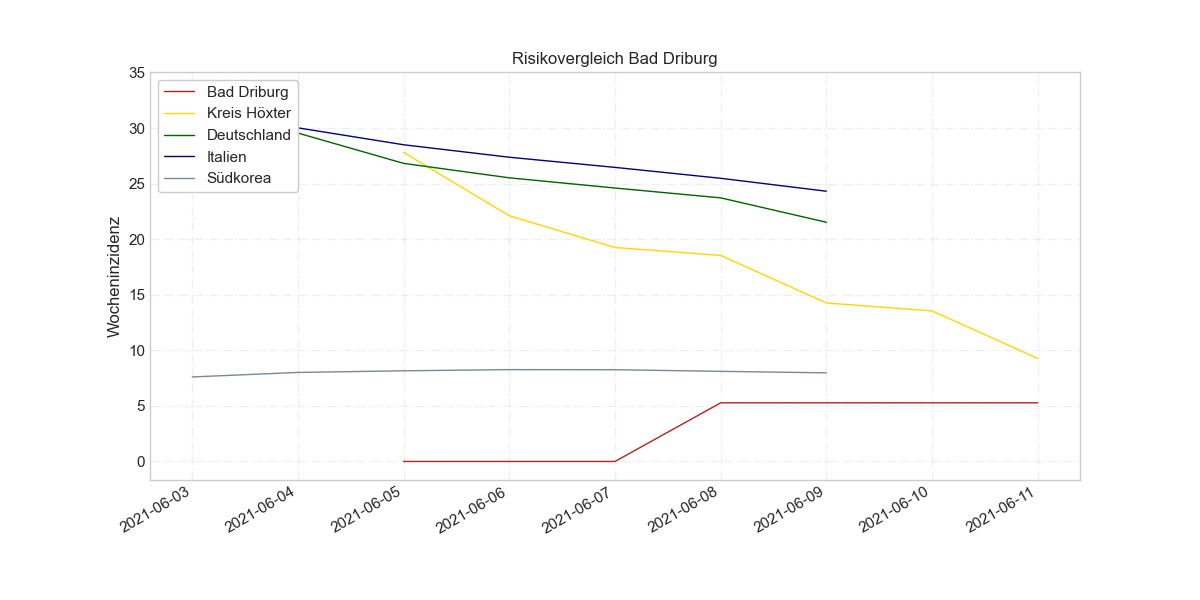 Risikovergleich Bad Driburg
Wocheninzidenz
35
30
25
20
15
10
5
0
Bad Driburg
Kreis Höxter
Deutschland
Italien
Südkorea
2021-06-03
2021-06-04
2021-06-05
2021-06-06
2021-06-07
2021-06-08
2021-06-09
2021-06-10
2021-06-11